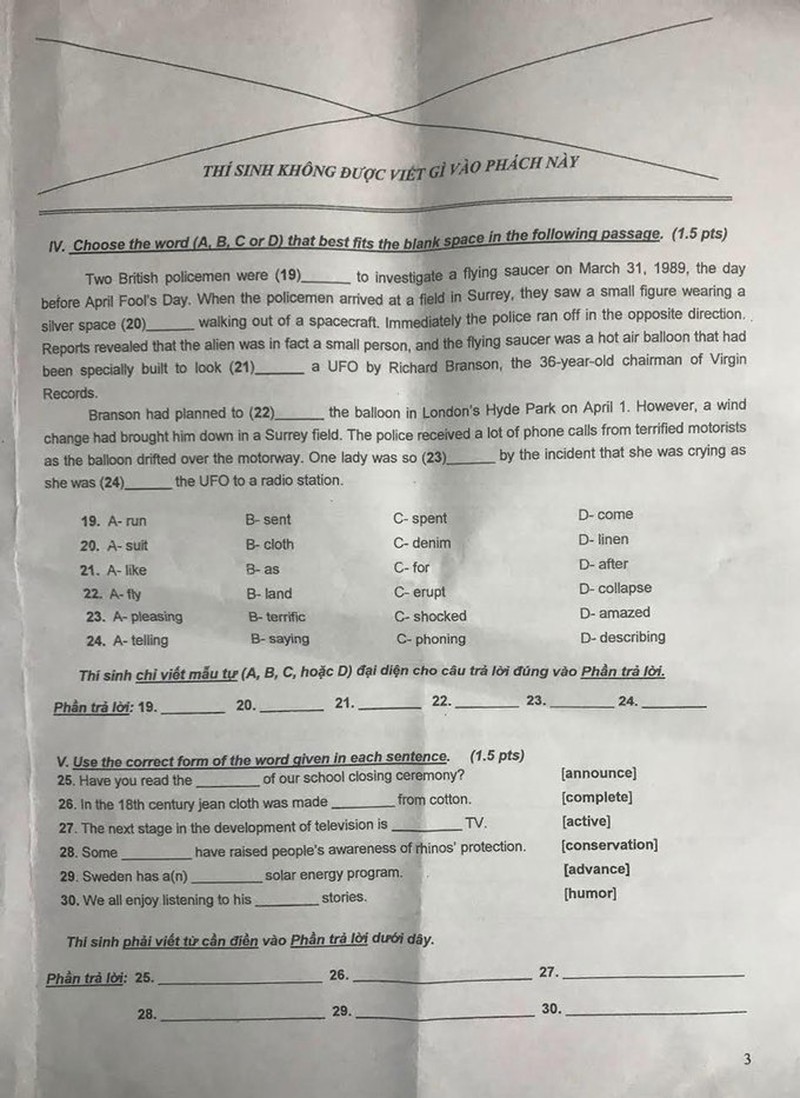 THÍ SINH KHÔNG ĐƯỢC VIẾT GÌ VÀO PHÁCH NÀY
IV. Choose the word (A, B, C or D) that best fits the blank space in the following passage. (1.5 pts)
Two British policemen were (19)______ to investigate a flying saucer on March 31, 1989, the day
before April Fool's Day. When the policemen arrived at a field in Surrey, they saw a small figure wearing a
silver space (20)______ walking out of a spacecraft. Immediately the police ran off in the opposite direction.
Reports revealed that the alien was in fact a small person, and the flying saucer was a hot air balloon that had
been specially built to look (21)______ a UFO by Richard Branson, the 36-year-old chairman of Virgin
Records.
Branson had planned to (22)______ the balloon in London's Hyde Park on April 1. However, a wind
change had brought him down in a Surrey field. The police received a lot of phone calls from terrified motorists
as the balloon drifted over the motorway. One lady was so (23)______ by the incident that she was crying as
she was (24)______ the UFO to a radio station.
19. A- run B- sent C- spent D- come
20. A- suit B- cloth C- denim D- linen
21. A- like B- as C- for D- after
22. A- fly B- land C- erupt D- collapse
23. A- pleasing B- terrific C- shocked D- amazed
24. A- telling B- saying C- phoning D- describing
Thí sinh chỉ viết mẫu tự (A, B, C, hoặc D) đại diện cho câu trả lời đúng vào Phần trả lời.
Phần trả lời: 19. ________ 20. ________ 21. ________ 22. ________ 23. ________ 24. ________
V. Use the correct form of the word given in each sentence. (1.5 pts)
25. Have you read the ________ of our school closing ceremony? [announce]
26. In the 18th century jean cloth was made ________ from cotton. [complete]
27. The next stage in the development of television is _________ TV. [active]
28. Some _________ have raised people's awareness of rhinos' protection. [conservation]
29. Sweden has a(n) _________ solar energy program. [advance]
30. We all enjoy listening to his ________ stories. [humor]
Thí sinh phải viết từ cần điền vào Phần trả lời dưới dây.
Phần trả lời: 25. ____________________ 26. ____________________ 27. ____________________
28. ____________________ 29. ____________________ 30. ____________________
3